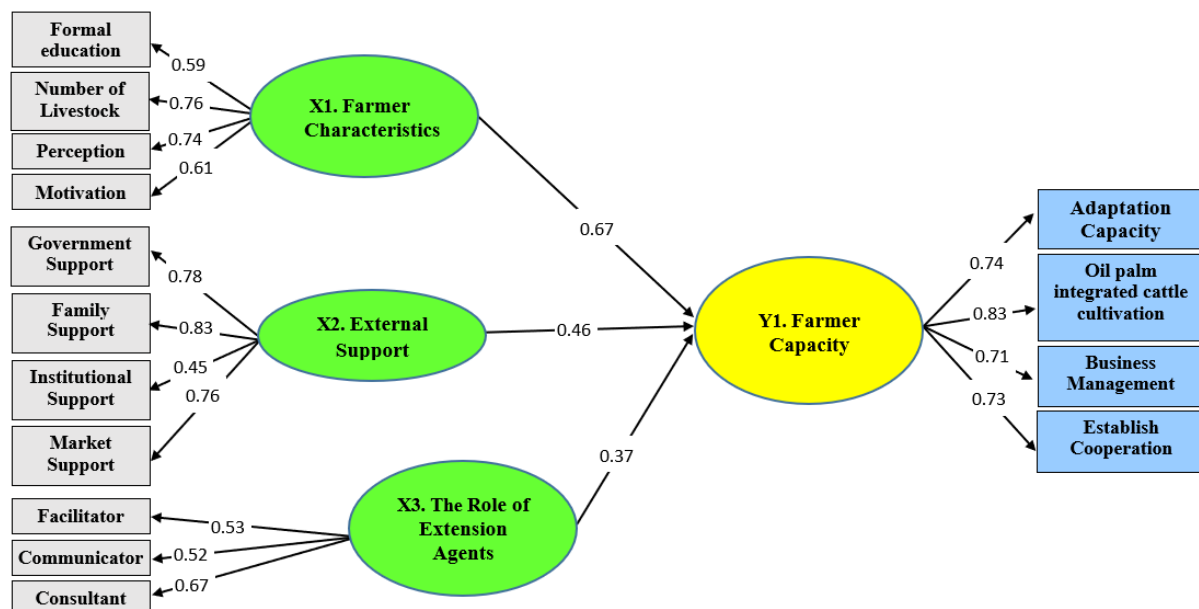 Formal
education
0.59
Number of
Livestock
0.76
Perception
0.74
Motivation
0.61
X1. Farmer
Characteristics
0.67
Government
Support
0.78
Family
Support
0.83
Institutional
Support
0.45
Market
Support
0.76
X2. External
Support
0.46
Facilitator
0.53
Communicator
0.52
Consultant
0.67
X3. The Role of
Extension
Agents
0.37
Y1. Farmer
Capacity
0.74
Adaptation
Capacity
0.83
Oil palm
integrated cattle
cultivation
0.71
Business
Management
0.73
Establish
Cooperation